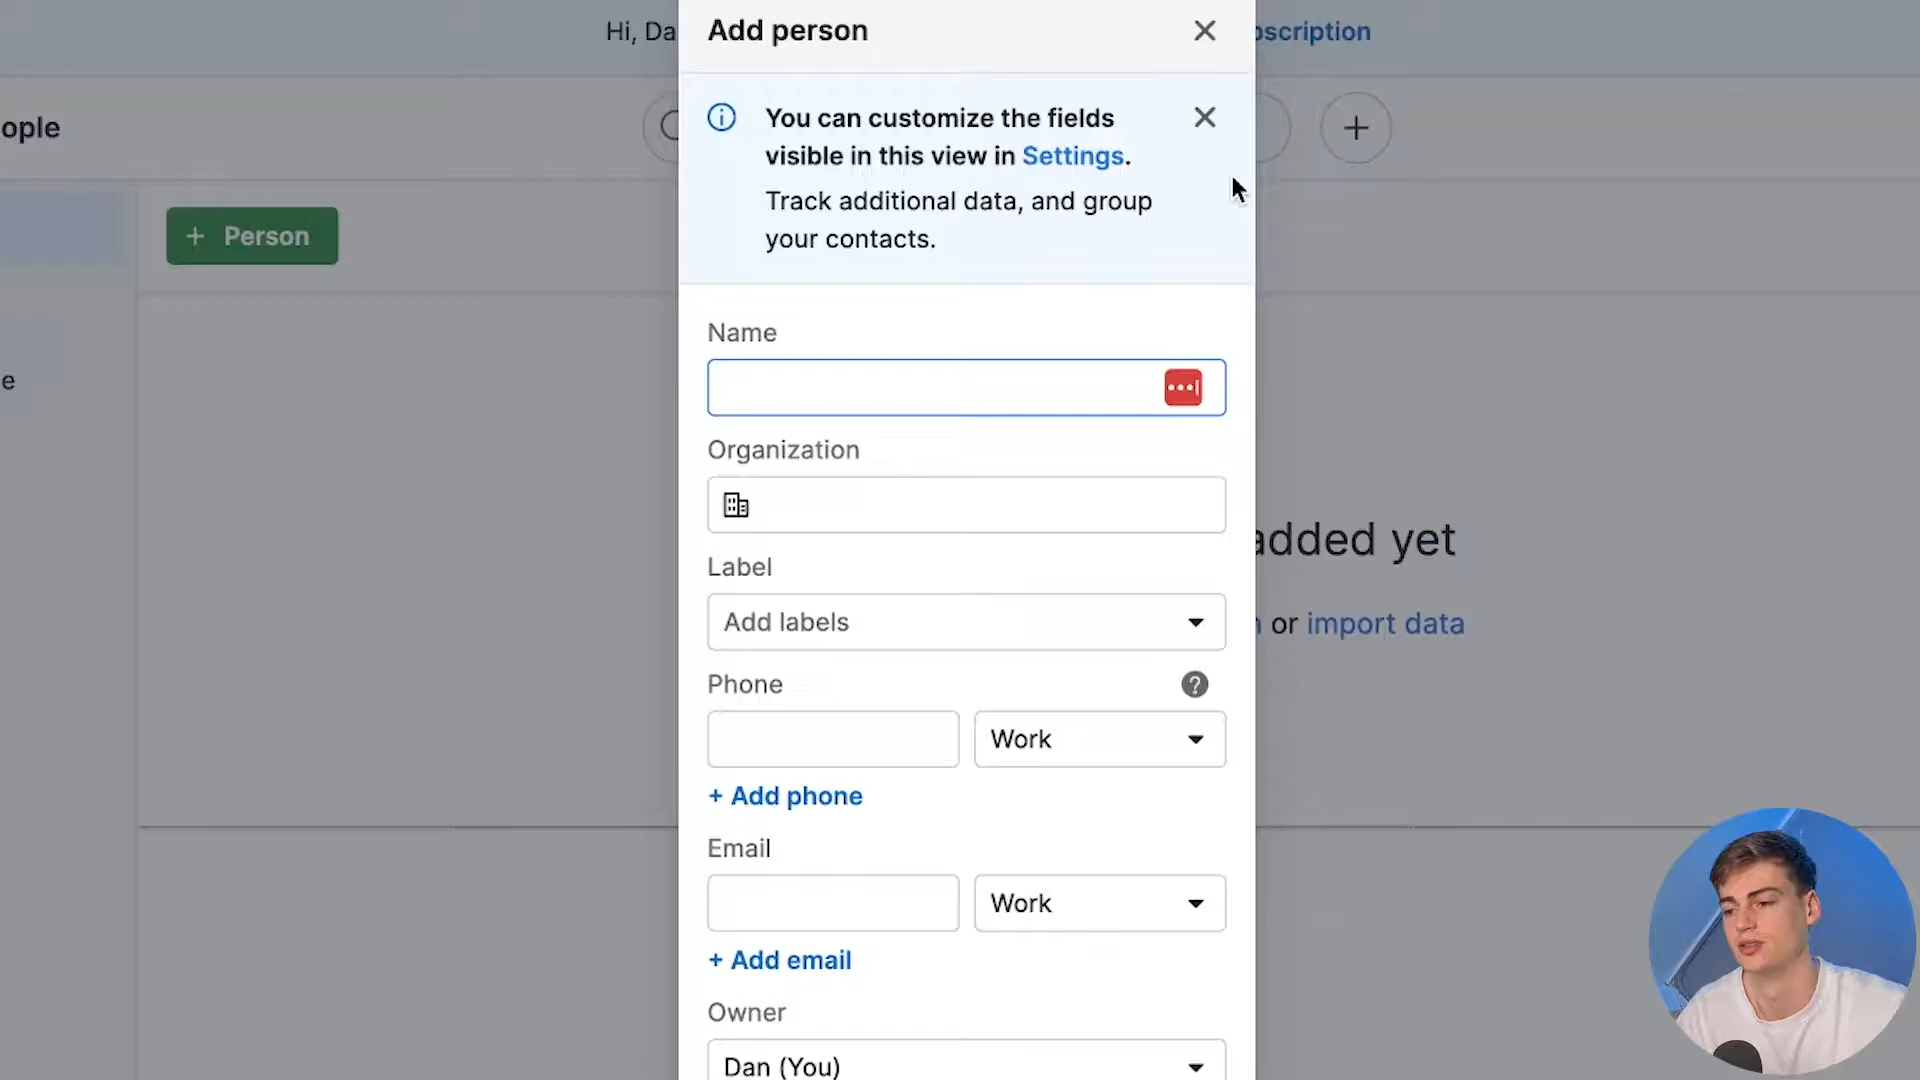 Hi, Da
Add person
bscription
ople
You can customize the fields
visible in this view in Settings.
Track additional data, and group
your contacts.
+ Person
Name
e
Organization
added yet
Label
Add labels
or import data
Phone
?
Work
+ Add phone
Email
Work
+ Add email
Owner
Dan (You)